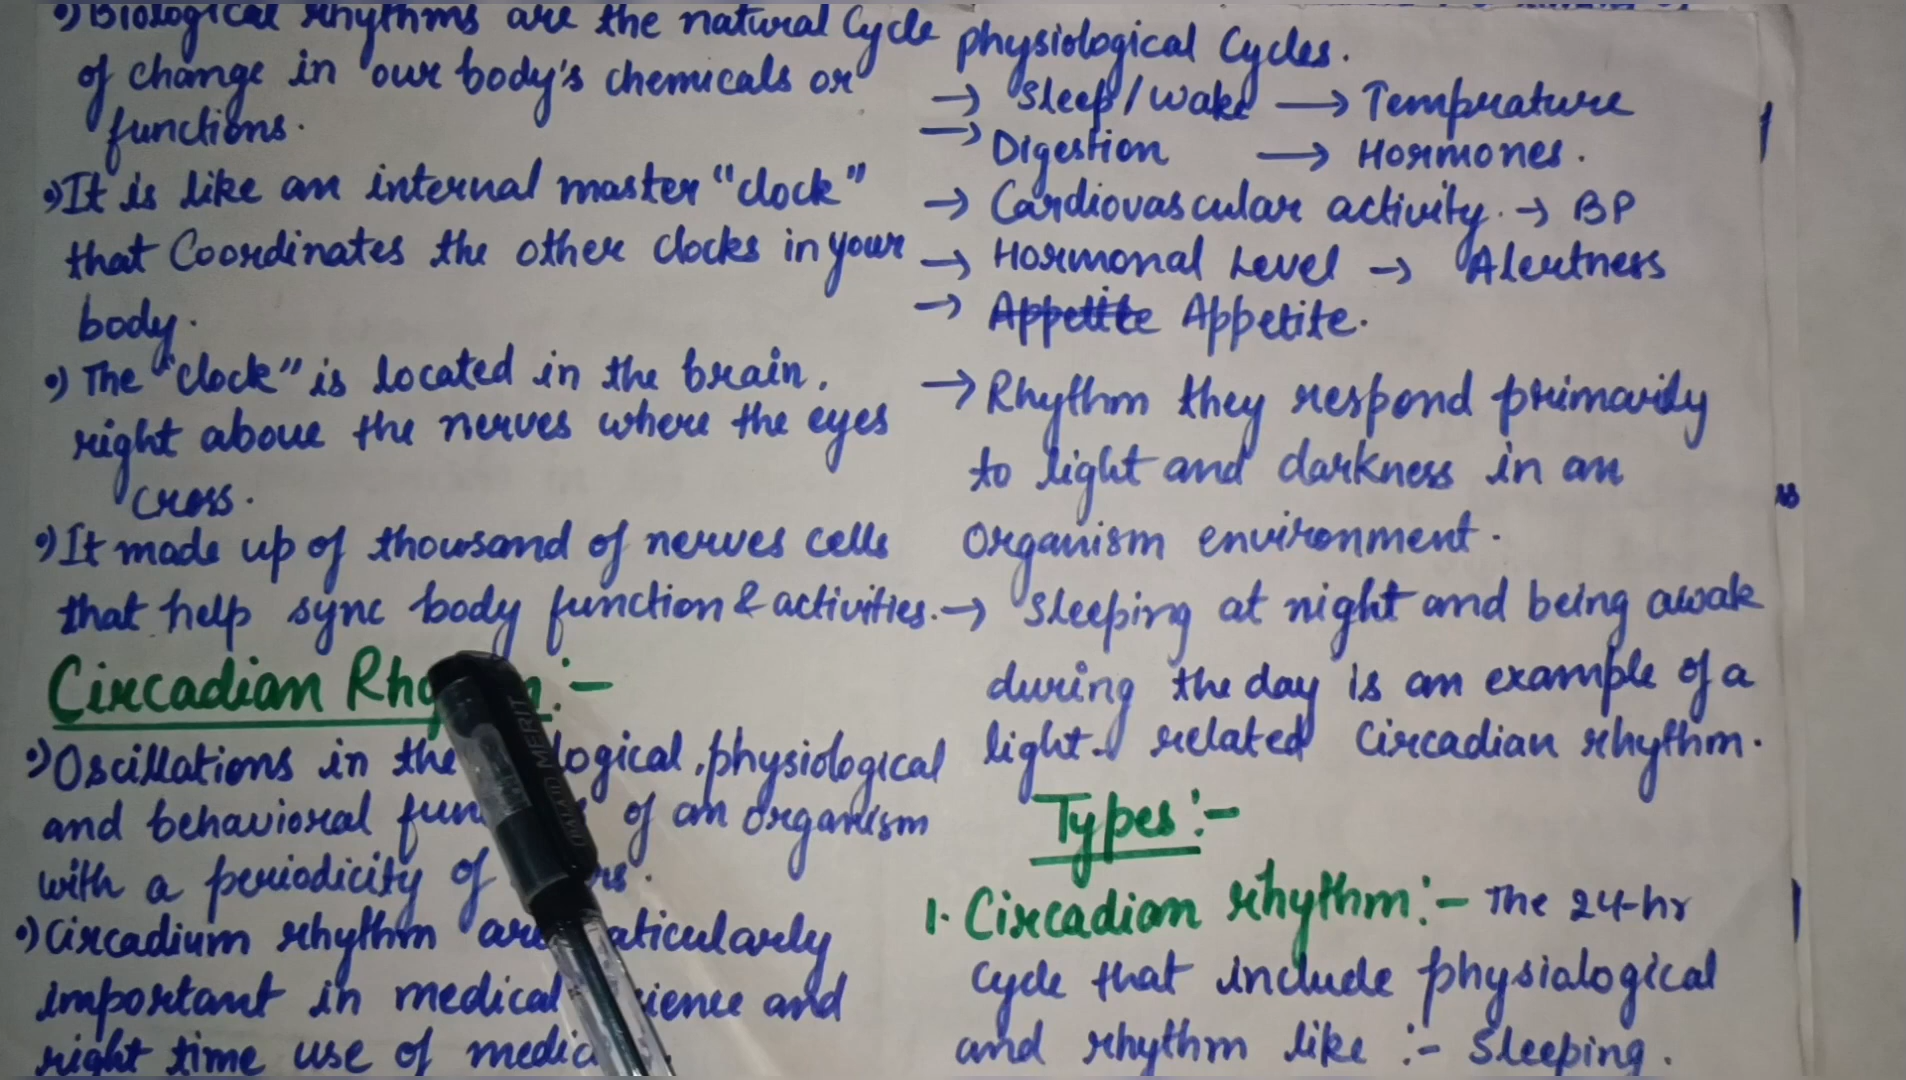 •) Biological rhythms are the natural Cycle
of change in our body's chemicals or
functions.
•) It is like an internal master "clock"
that Coordinates the other clocks in your
body.
•) The "clock" is located in the brain.
right above the nerves where the eyes
cross.
•) It made up of thousand of nerves cells
that help sync body function & activities.
Circadian :-
•) Oscillations in the physiological
and behavioral of an organism
with a periodicity of
•) Circadium rhythm are
important in medical and
right time use of
physiological Cycles.
→ Sleep/wake → Temprature
→ Digestion → Hormones.
→ Cardiovascular activity. → BP
→ Hormonal Level → Alertness
→ Appetite Appetite.
→ Rhythm they respond primarily
to light and darkness in an
Organism environment.
→ Sleeping at night and being awak
during the day is an example of a
light- related Circadian rhythm.
Types:-
1. Circadian rhythm:- The 24-hr
Cycle that include physialogical
and rhythm like :- Sleeping.
MERIT